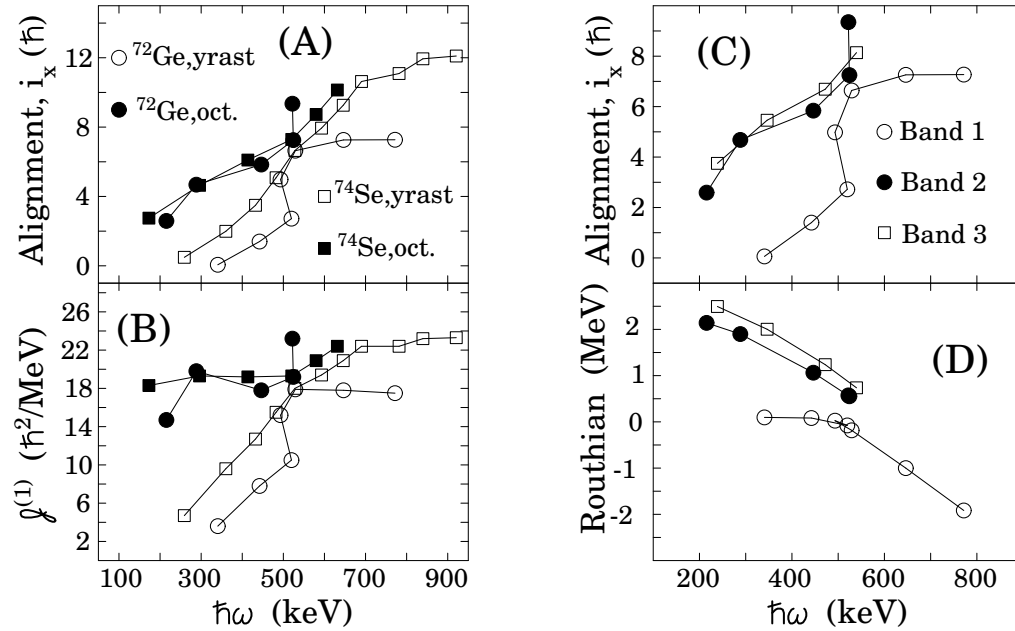 (A)
Alignment, i_x (ħ)
12
8
4
0
⁷²Ge,yrast
⁷²Ge,oct.
⁷⁴Se,yrast
⁷⁴Se,oct.
(B)
𝒥⁽¹⁾ (ħ²/MeV)
26
22
18
14
10
6
2
100 300 500 700 900
ħω (keV)
(C)
Alignment, i_x (ħ)
8
6
4
2
0
Band 1
Band 2
Band 3
(D)
Routhian (MeV)
2
1
0
-1
-2
200 400 600 800
ħω (keV)